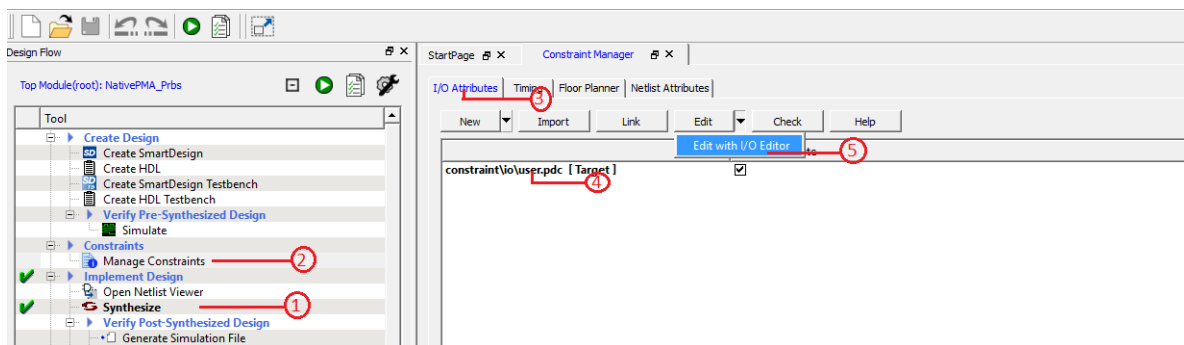 Design Flow
StartPage
Constraint Manager
Top Module(root): NativePMA_Prbs
I/O Attributes
Timing
Floor Planner
Netlist Attributes
3
Tool
New
Import
Link
Edit
Check
Help
Create Design
SD Create SmartDesign
Edit with I/O Editor
5
Create HDL
constraint\io\user.pdc [ Target ]
4
Create SmartDesign Testbench
Create HDL Testbench
Verify Pre-Synthesized Design
Simulate
Constraints
Manage Constraints
2
Implement Design
Open Netlist Viewer
Synthesize
1
Verify Post-Synthesized Design
Generate Simulation File